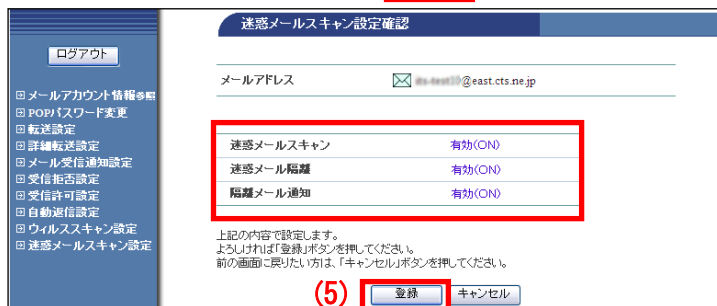 迷惑メールスキャン設定確認
ログアウト
メールアドレス
@east.cts.ne.jp
メールアカウント情報参照
POPパスワード変更
転送設定
詳細転送設定
メール受信通知設定
受信拒否設定
受信許可設定
自動返信設定
ウィルススキャン設定
迷惑メールスキャン設定
迷惑メールスキャン 有効(ON)
迷惑メール隔離 有効(ON)
隔離メール通知 有効(ON)
上記の内容で設定します。
よろしければ「登録」ボタンを押してください。
前の画面に戻りたい方は、「キャンセル」ボタンを押してください。
(5) 登録 キャンセル